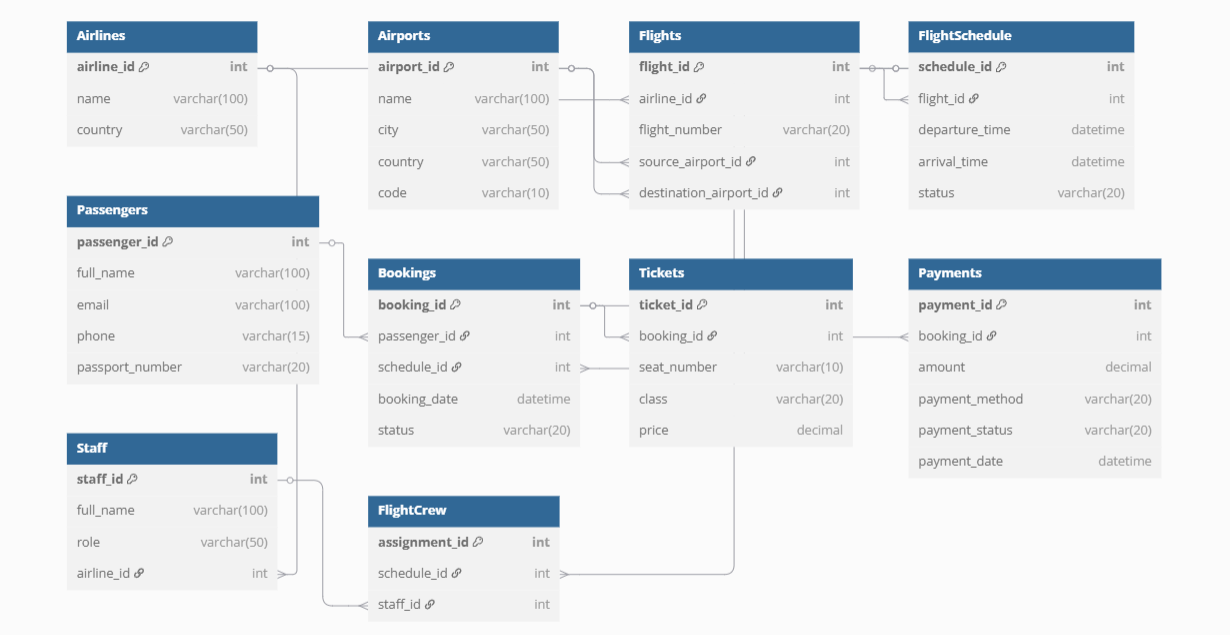 Airlines
airline_id int
name varchar(100)
country varchar(50)
Airports
airport_id int
name varchar(100)
city varchar(50)
country varchar(50)
code varchar(10)
Flights
flight_id int
airline_id int
flight_number varchar(20)
source_airport_id int
destination_airport_id int
FlightSchedule
schedule_id int
flight_id int
departure_time datetime
arrival_time datetime
status varchar(20)
Passengers
passenger_id int
full_name varchar(100)
email varchar(100)
phone varchar(15)
passport_number varchar(20)
Bookings
booking_id int
passenger_id int
schedule_id int
booking_date datetime
status varchar(20)
Tickets
ticket_id int
booking_id int
seat_number varchar(10)
class varchar(20)
price decimal
Payments
payment_id int
booking_id int
amount decimal
payment_method varchar(20)
payment_status varchar(20)
payment_date datetime
Staff
staff_id int
full_name varchar(100)
role varchar(50)
airline_id int
FlightCrew
assignment_id int
schedule_id int
staff_id int